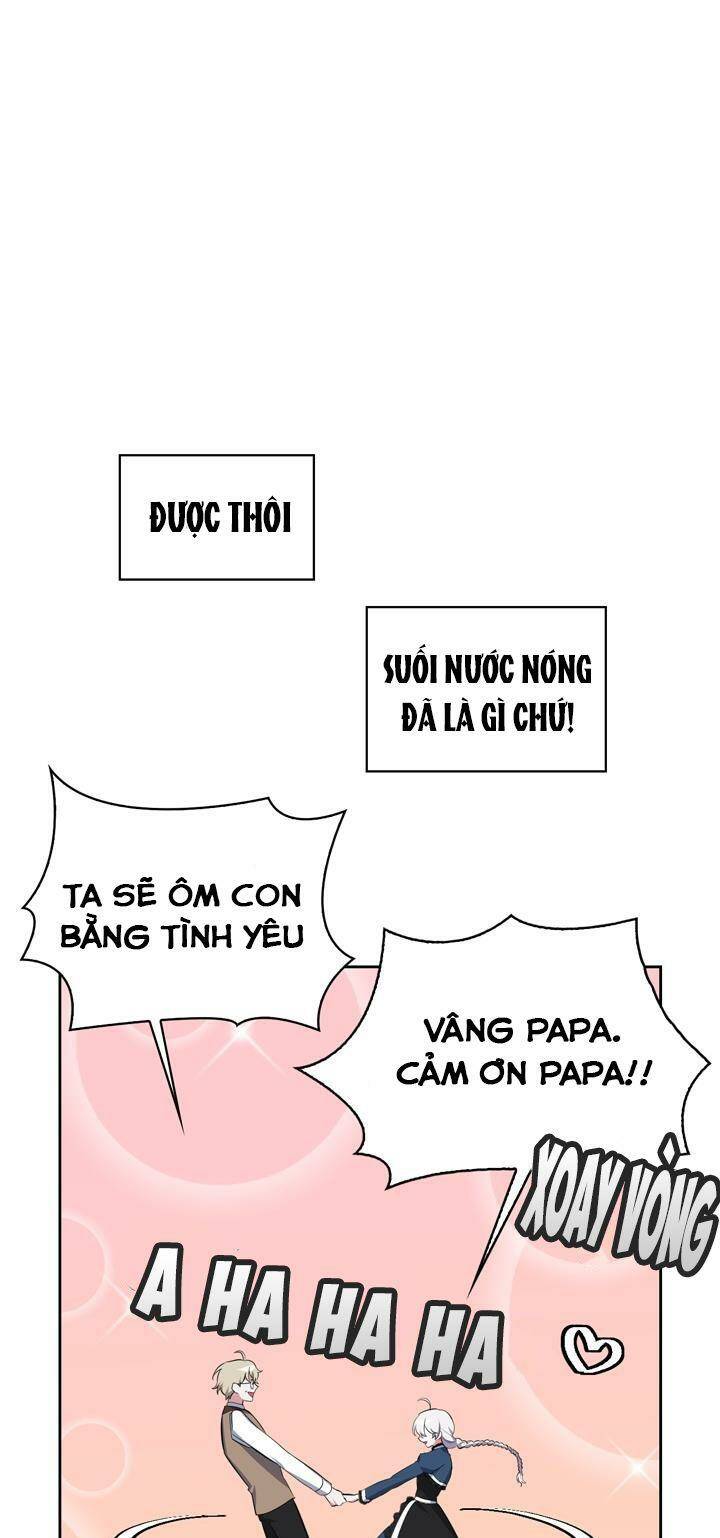 ĐƯỢC THÔI
SUỐI NƯỚC NÓNG
ĐÃ LÀ GÌ CHỨ!
TA SẼ ÔM CON
BẰNG TÌNH YÊU
VÂNG PAPA.
CẢM ƠN PAPA!!
XOAY VÒNG
A HA HA HA